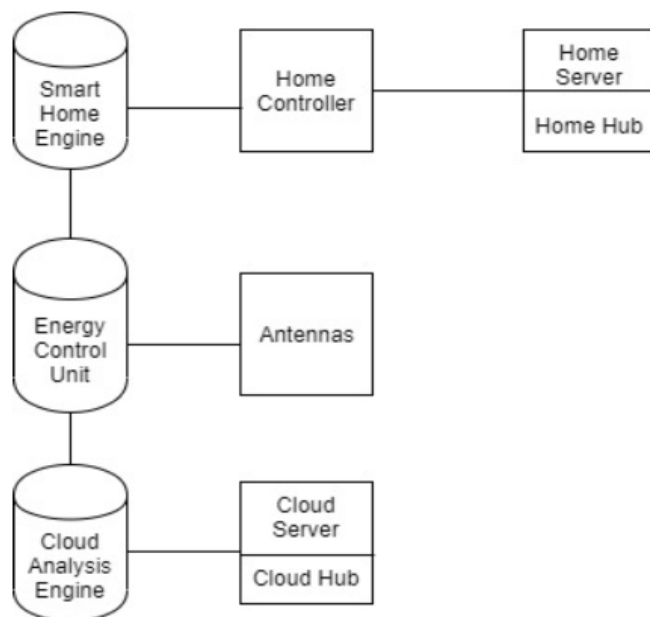 Smart
Home
Engine
Home
Controller
Home
Server
Home Hub
Energy
Control
Unit
Antennas
Cloud
Analysis
Engine
Cloud
Server
Cloud Hub